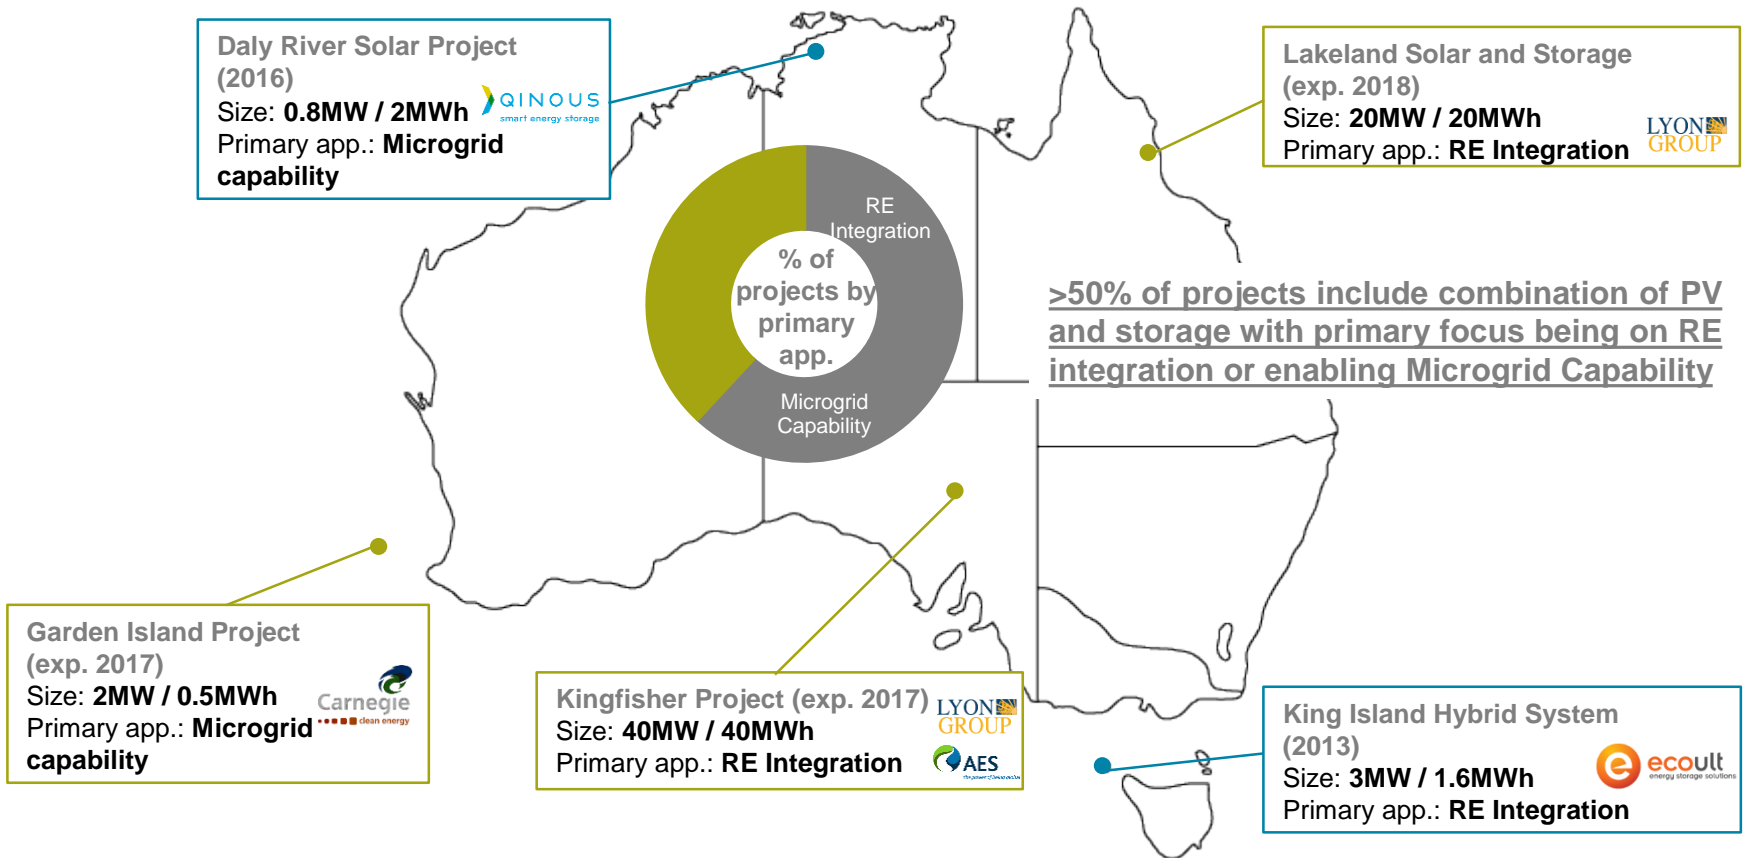 Daly River Solar Project
(2016)
Size: 0.8MW / 2MWh
Primary app.: Microgrid
capability
QINOUS
smart energy storage
Lakeland Solar and Storage
(exp. 2018)
Size: 20MW / 20MWh
Primary app.: RE Integration
LYON
GROUP
RE
Integration
% of
projects by
primary
app.
Microgrid
Capability
>50% of projects include combination of PV
and storage with primary focus being on RE
integration or enabling Microgrid Capability
Garden Island Project
(exp. 2017)
Size: 2MW / 0.5MWh
Primary app.: Microgrid
capability
Carnegie
clean energy
Kingfisher Project (exp. 2017)
Size: 40MW / 40MWh
Primary app.: RE Integration
LYON
GROUP
AES
the power of being global
King Island Hybrid System
(2013)
Size: 3MW / 1.6MWh
Primary app.: RE Integration
e ecoult
energy storage solutions